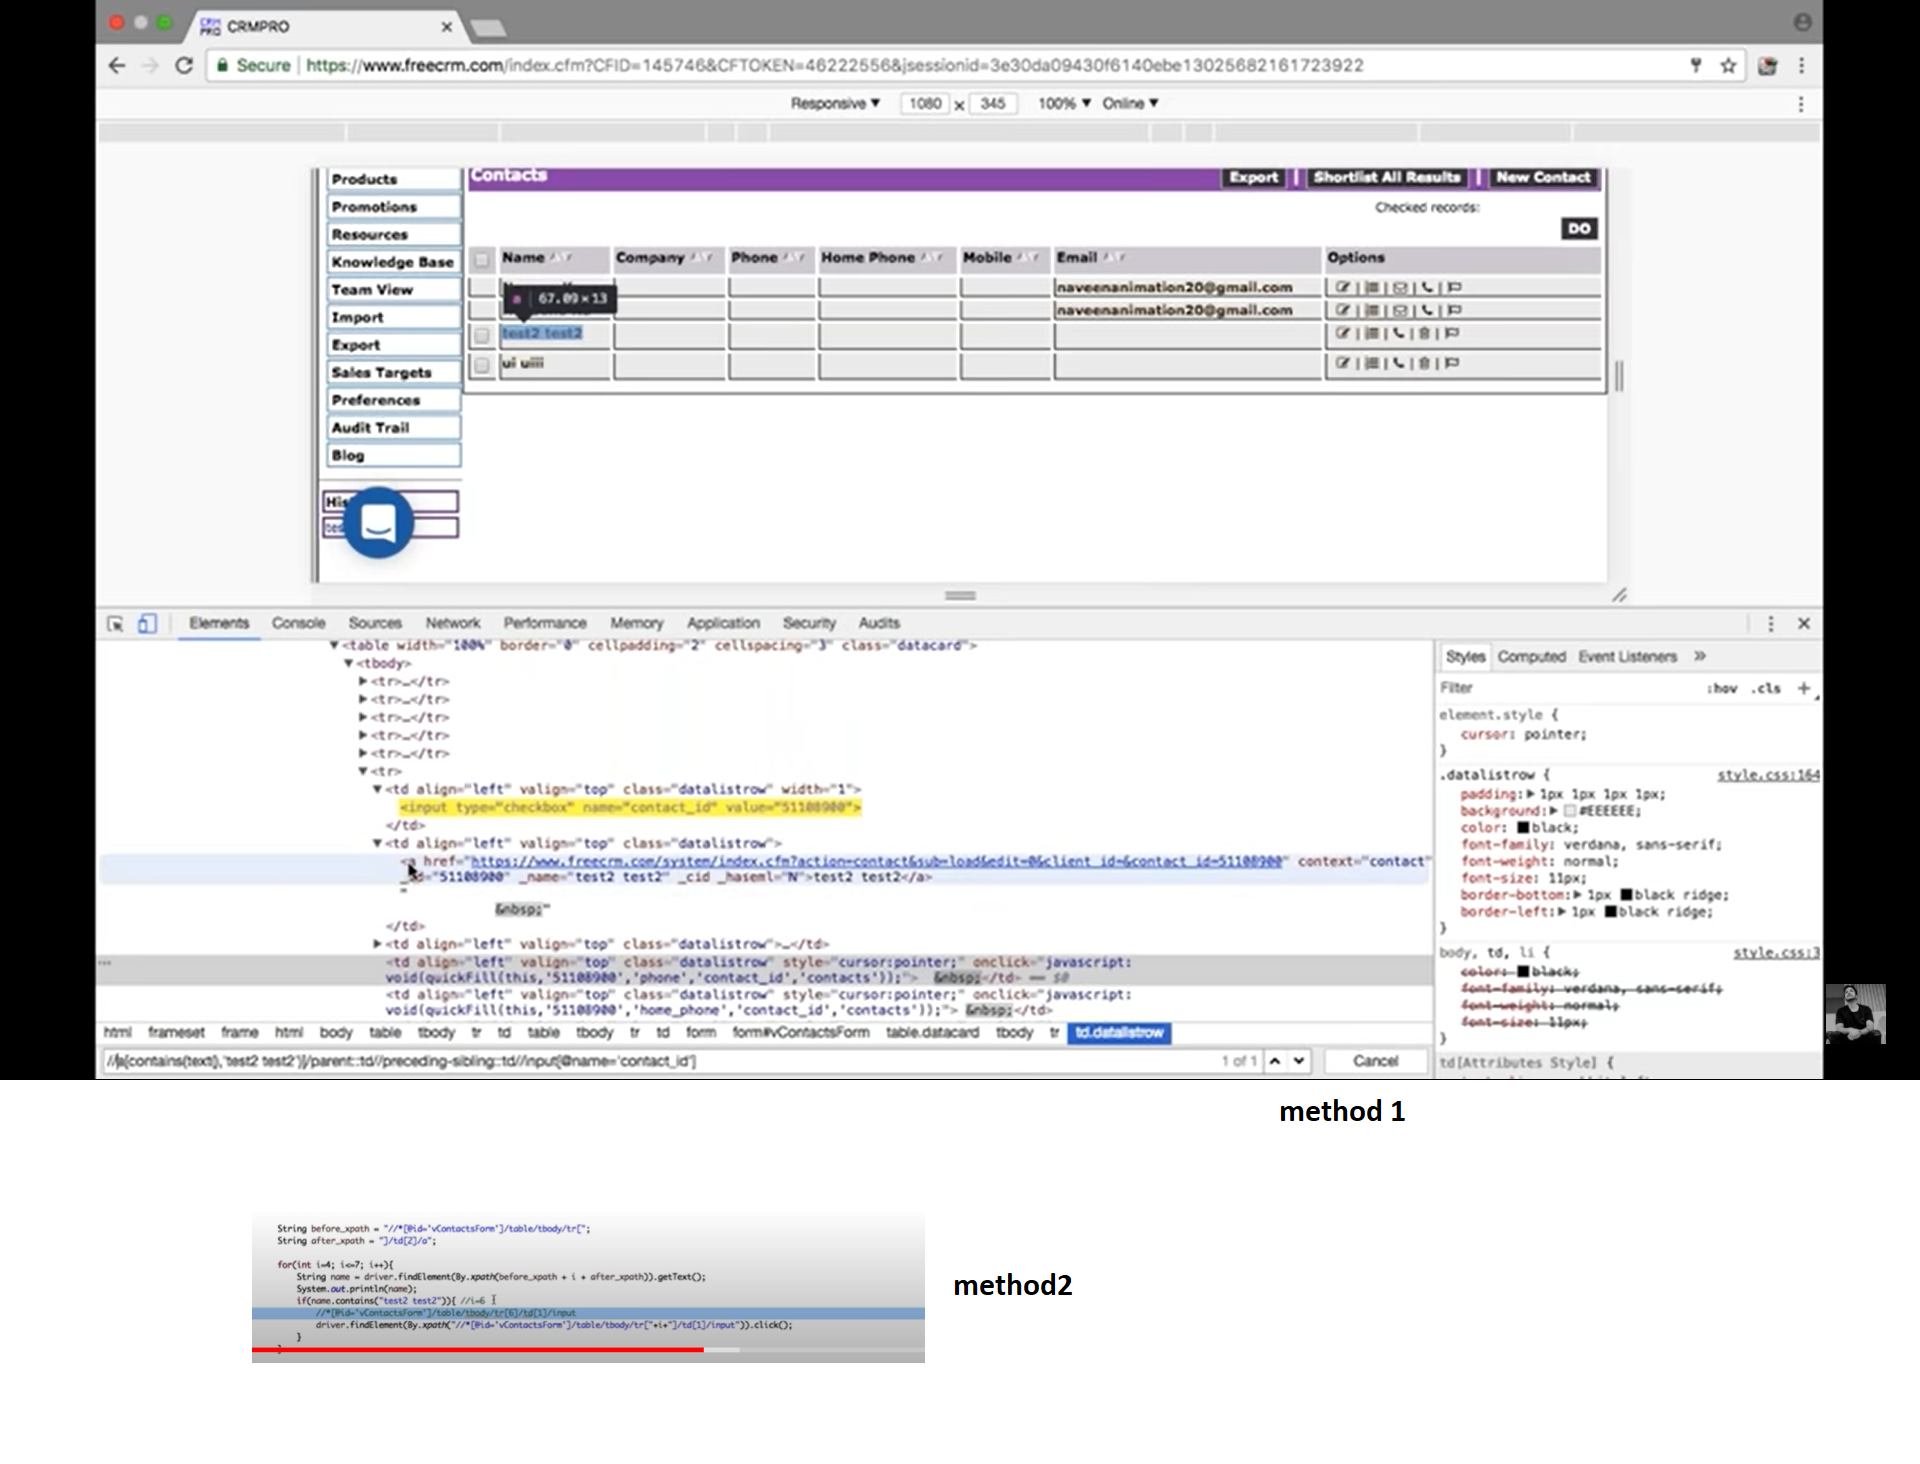 CRMPRO
Secure | https://www.freecrm.com/index.cfm?CFID=145746&CFTOKEN=46222556&jsessionid=3e30da09430f6140ebe13025682161723922
Responsive ▼ 1080 x 345 100% ▼ Online ▼
Products
Promotions
Resources
Knowledge Base
Team View
Import
Export
Sales Targets
Preferences
Audit Trail
Blog
Contacts
Export | Shortlist All Results | New Contact
Checked records:
DO
Name Company Phone Home Phone Mobile Email Options
naveenanimation20@gmail.com
a | 67.09 × 13
naveenanimation20@gmail.com
test2 test2
ui uiii
Elements Console Sources Network Performance Memory Application Security Audits
▼<table width="100%" border="0" cellpadding="2" cellspacing="3" class="datacard">
▼<tbody>
▶<tr>…</tr>
▶<tr>…</tr>
▶<tr>…</tr>
▶<tr>…</tr>
▶<tr>…</tr>
▼<tr>
▼<td align="left" valign="top" class="datalistrow" width="1">
<input type="checkbox" name="contact_id" value="51108900">
</td>
▼<td align="left" valign="top" class="datalistrow">
<a href="https://www.freecrm.com/system/index.cfm?action=contact&sub=load&edit=0&client_id=&contact_id=51108900" context="contact"
="51108900" _name="test2 test2" _cid _haseml="N">test2 test2</a>
"
&nbsp;"
</td>
▶<td align="left" valign="top" class="datalistrow">…</td>
<td align="left" valign="top" class="datalistrow" style="cursor:pointer;" onclick="javascript:
void(quickFill(this,'51108900','phone','contact_id','contacts'));"> &nbsp;</td> == $0
<td align="left" valign="top" class="datalistrow" style="cursor:pointer;" onclick="javascript:
void(quickFill(this,'51108900','home_phone','contact_id','contacts'));"> &nbsp;</td>
html frameset frame html body table tbody tr td table tbody tr td form form#vContactsForm table.datacard tbody tr td.datalistrow
//a[contains(text(),'test2 test2')]/parent::td//preceding-sibling::td//input[@name='contact_id'] 1 of 1 Cancel
Styles Computed Event Listeners »
Filter :hov .cls +
element.style {
cursor: pointer;
}
.datalistrow { style.css:164
padding:▶1px 1px 1px 1px;
background:▶ #EEEEEE;
color: black;
font-family: verdana, sans-serif;
font-weight: normal;
font-size: 11px;
border-bottom:▶1px black ridge;
border-left:▶1px black ridge;
}
body, td, li { style.css:3
color: black;
font-family: verdana, sans-serif;
font-weight: normal;
font-size: 11px;
}
td[Attributes Style] {
method 1
String before_xpath = "//*[@id='vContactsForm']/table/tbody/tr[";
String after_xpath = "]/td[2]/a";
for(int i=4; i<=7; i++){
String name = driver.findElement(By.xpath(before_xpath + i + after_xpath)).getText();
System.out.println(name);
if(name.contains("test2 test2")){ //i=6
//*[@id='vContactsForm']/table/tbody/tr[6]/td[1]/input
driver.findElement(By.xpath("//*[@id='vContactsForm']/table/tbody/tr["+i+"]/td[1]/input")).click();
}
method2